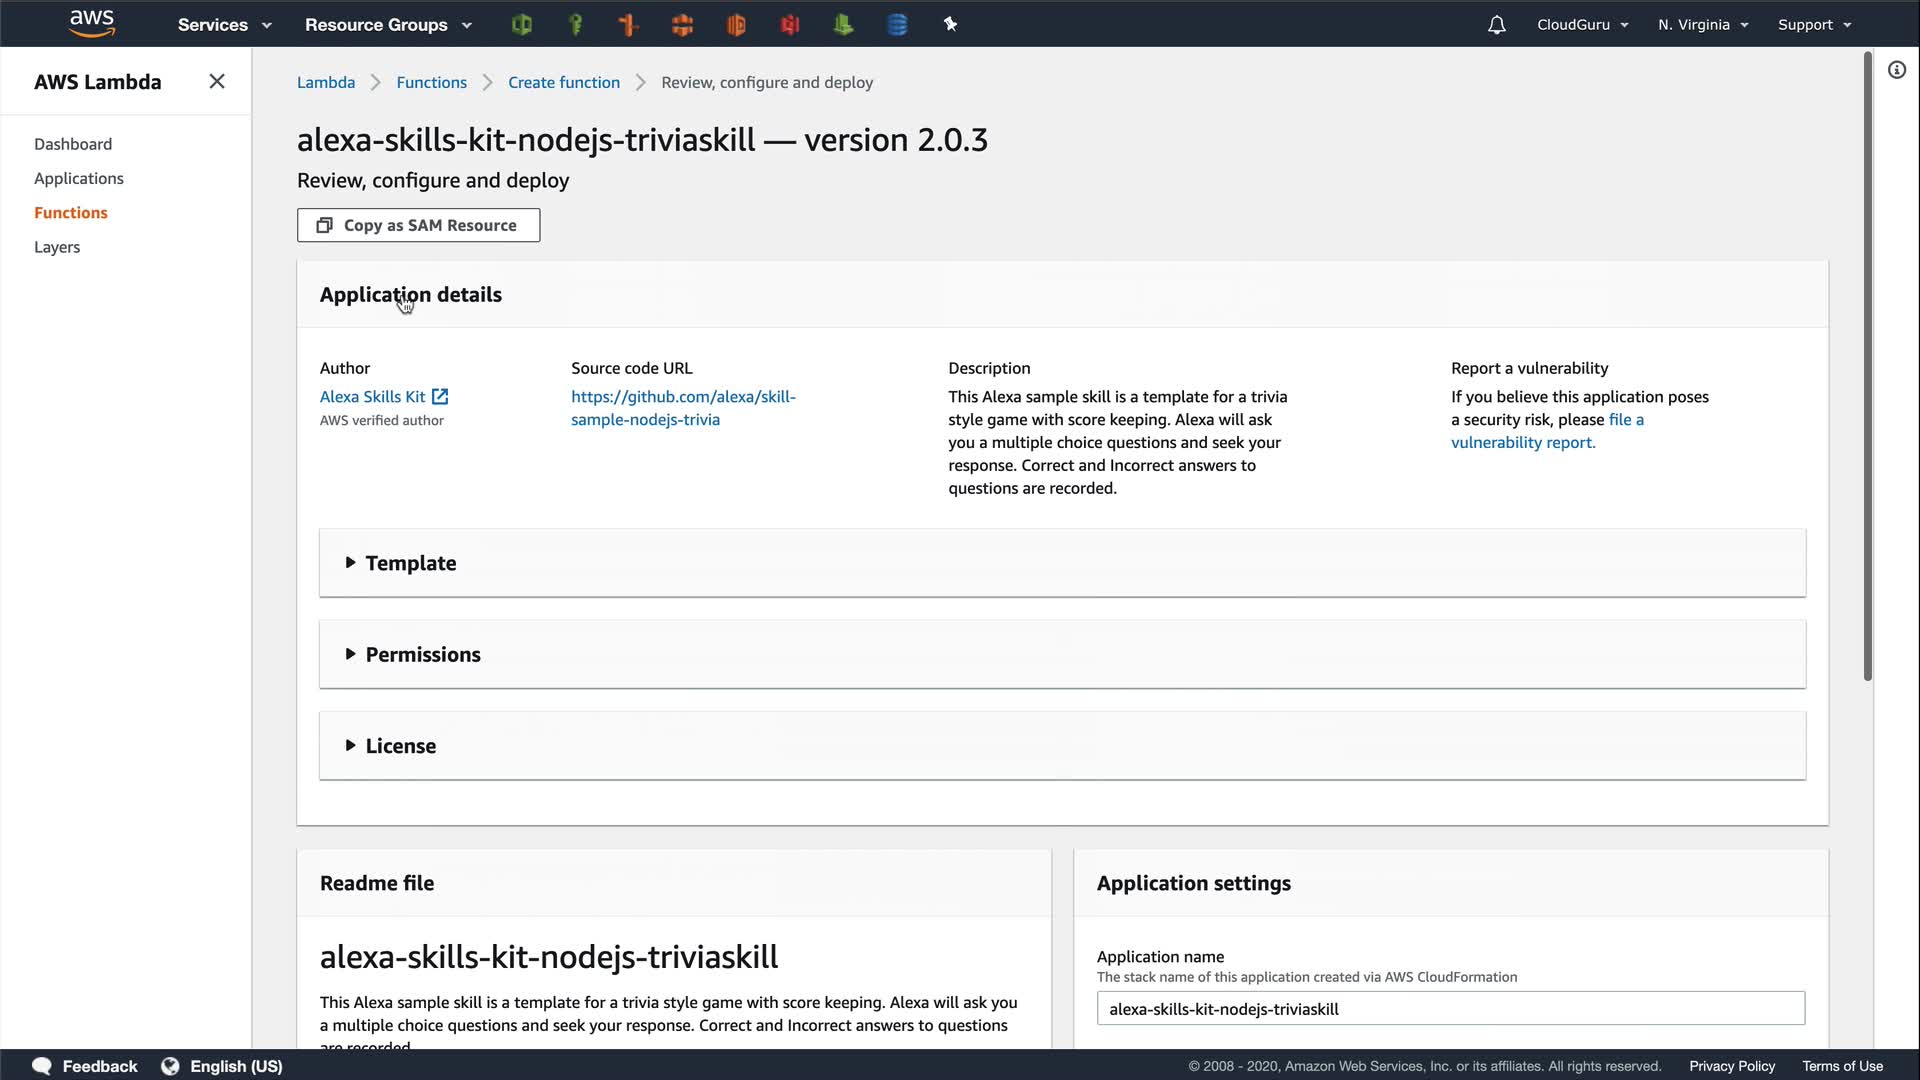 aws
Services
Resource Groups
CloudGuru
N. Virginia
Support
AWS Lambda
Dashboard
Applications
Functions
Layers
Lambda
Functions
Create function
Review, configure and deploy
alexa-skills-kit-nodejs-triviaskill — version 2.0.3
Review, configure and deploy
Copy as SAM Resource
Application details
Author
Alexa Skills Kit
AWS verified author
Source code URL
https://github.com/alexa/skill-
sample-nodejs-trivia
Description
This Alexa sample skill is a template for a trivia
style game with score keeping. Alexa will ask
you a multiple choice questions and seek your
response. Correct and Incorrect answers to
questions are recorded.
Report a vulnerability
If you believe this application poses
a security risk, please file a
vulnerability report.
Template
Permissions
License
Readme file
alexa-skills-kit-nodejs-triviaskill
This Alexa sample skill is a template for a trivia style game with score keeping. Alexa will ask you
a multiple choice questions and seek your response. Correct and Incorrect answers to questions
are recorded.
Application settings
Application name
The stack name of this application created via AWS CloudFormation
alexa-skills-kit-nodejs-triviaskill
Feedback
English (US)
© 2008 - 2020, Amazon Web Services, Inc. or its affiliates. All rights reserved.
Privacy Policy
Terms of Use